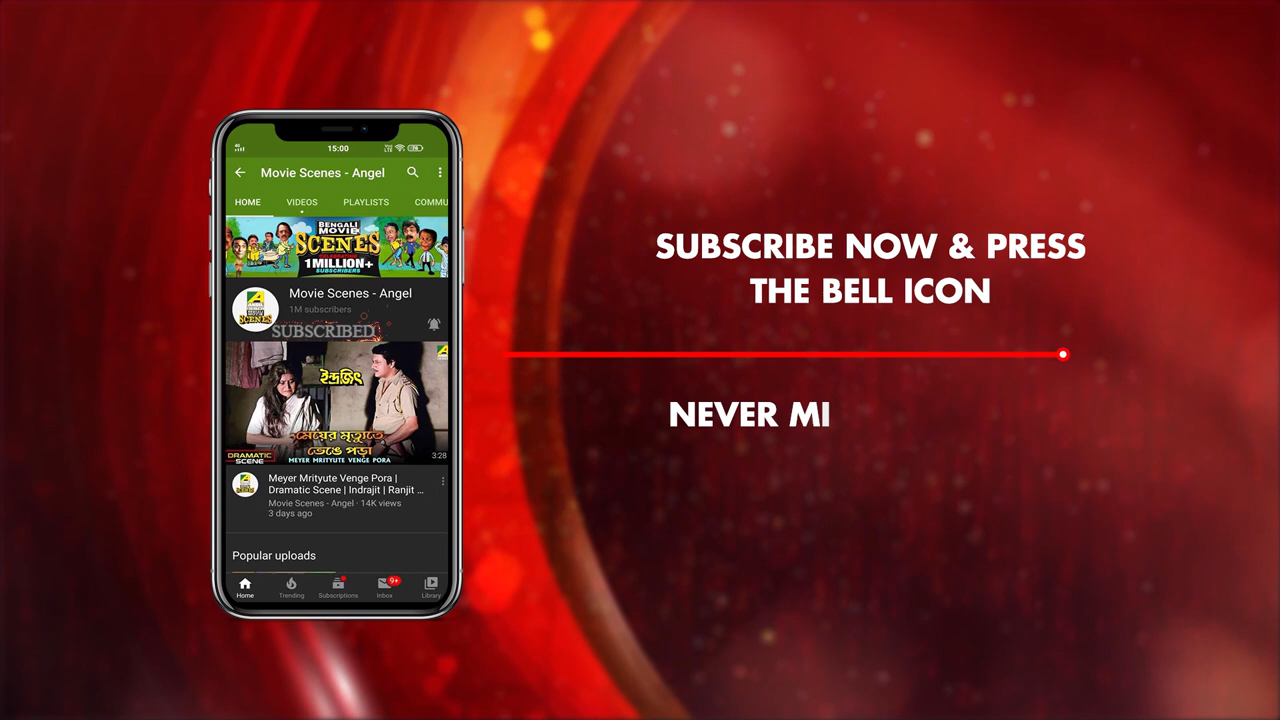 15:00
Movie Scenes - Angel
HOME VIDEOS PLAYLISTS COMMU
BENGALI
MOVIE
SCENES
CELEBRATING
1MILLION+
SUBSCRIBERS
Movie Scenes - Angel
1M subscribers
SUBSCRIBED
ইন্দ্রজিৎ
মেয়ের মৃত্যুতে
ভেঙে পড়া
DRAMATIC
SCENE
MEYER MRITYUTE VENGE PORA
3:28
Meyer Mrityute Venge Pora |
Dramatic Scene | Indrajit | Ranjit ...
Movie Scenes - Angel · 14K views
3 days ago
Popular uploads
9+
Home Trending Subscriptions Inbox Library
SUBSCRIBE NOW & PRESS
THE BELL ICON
NEVER MI